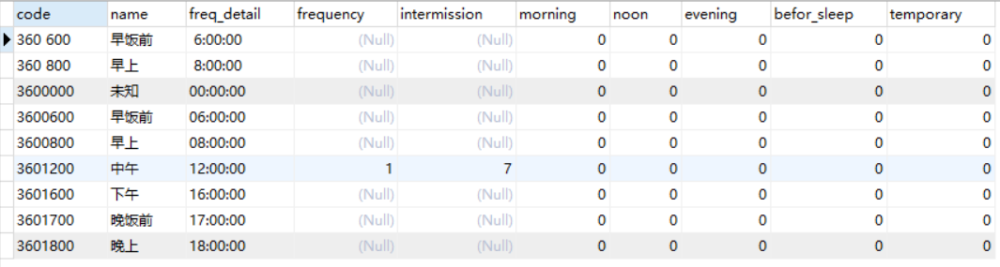 code name freq_detail frequency intermission morning noon evening befor_sleep temporary
360 600 早饭前 6:00:00 (Null) (Null) 0 0 0 0 0
360 800 早上 8:00:00 (Null) (Null) 0 0 0 0 0
3600000 未知 00:00:00 (Null) (Null) 0 0 0 0 0
3600600 早饭前 06:00:00 (Null) (Null) 0 0 0 0 0
3600800 早上 08:00:00 (Null) (Null) 0 0 0 0 0
3601200 中午 12:00:00 1 7 0 0 0 0 0
3601600 下午 16:00:00 (Null) (Null) 0 0 0 0 0
3601700 晚饭前 17:00:00 (Null) (Null) 0 0 0 0 0
3601800 晚上 18:00:00 (Null) (Null) 0 0 0 0 0